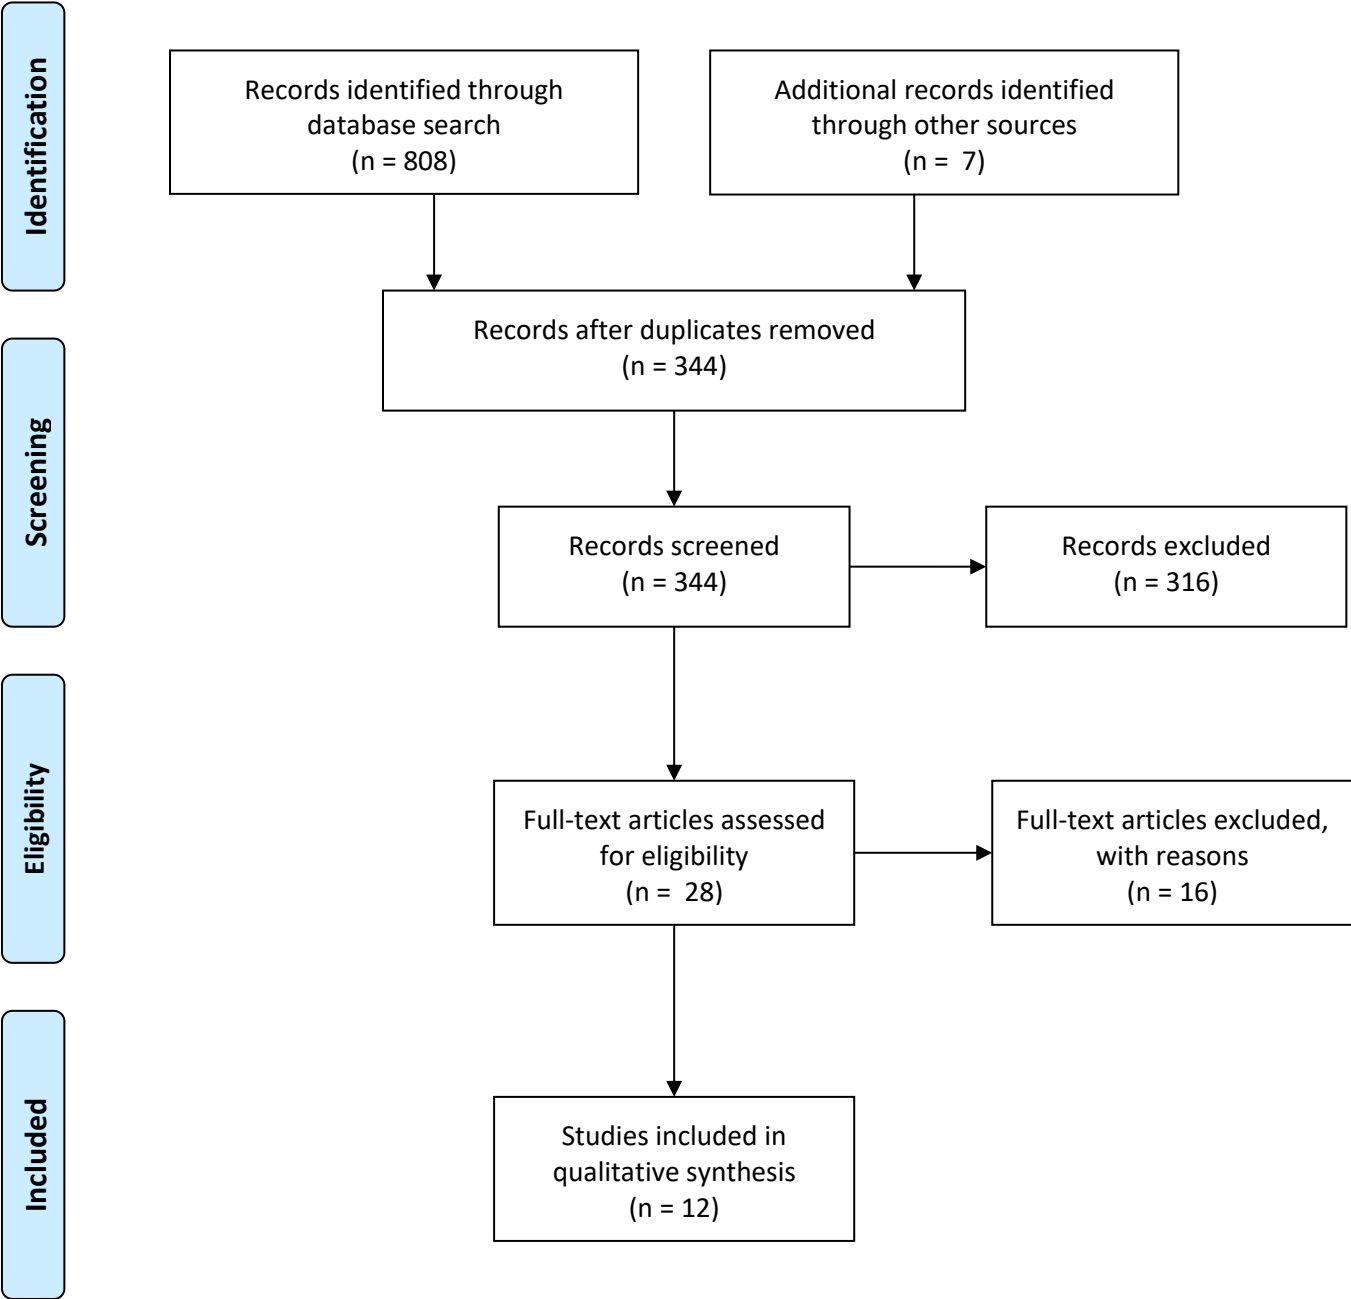 Identification
Records identified through
database search
(n = 808)
Additional records identified
through other sources
(n =  7)
Records after duplicates removed
(n = 344)
Screening
Records screened
(n = 344)
Records excluded
(n = 316)
Eligibility
Full-text articles assessed
for eligibility
(n =  28)
Full-text articles excluded,
with reasons
(n = 16)
Included
Studies included in
qualitative synthesis
(n = 12)